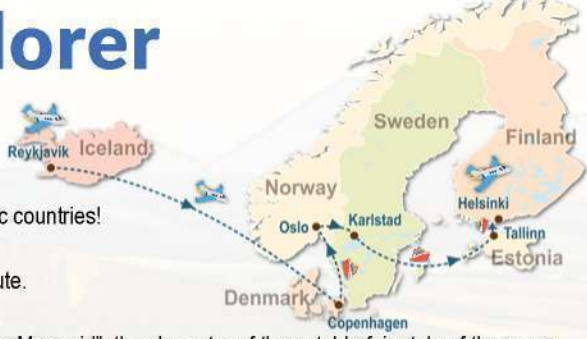 lorer
Sweden
Finland
Reykjavik Iceland
Norway
Helsinki
Oslo
Karlstad
Tallinn
Estonia
c countries!
ute.
Denmark
Copenhagen